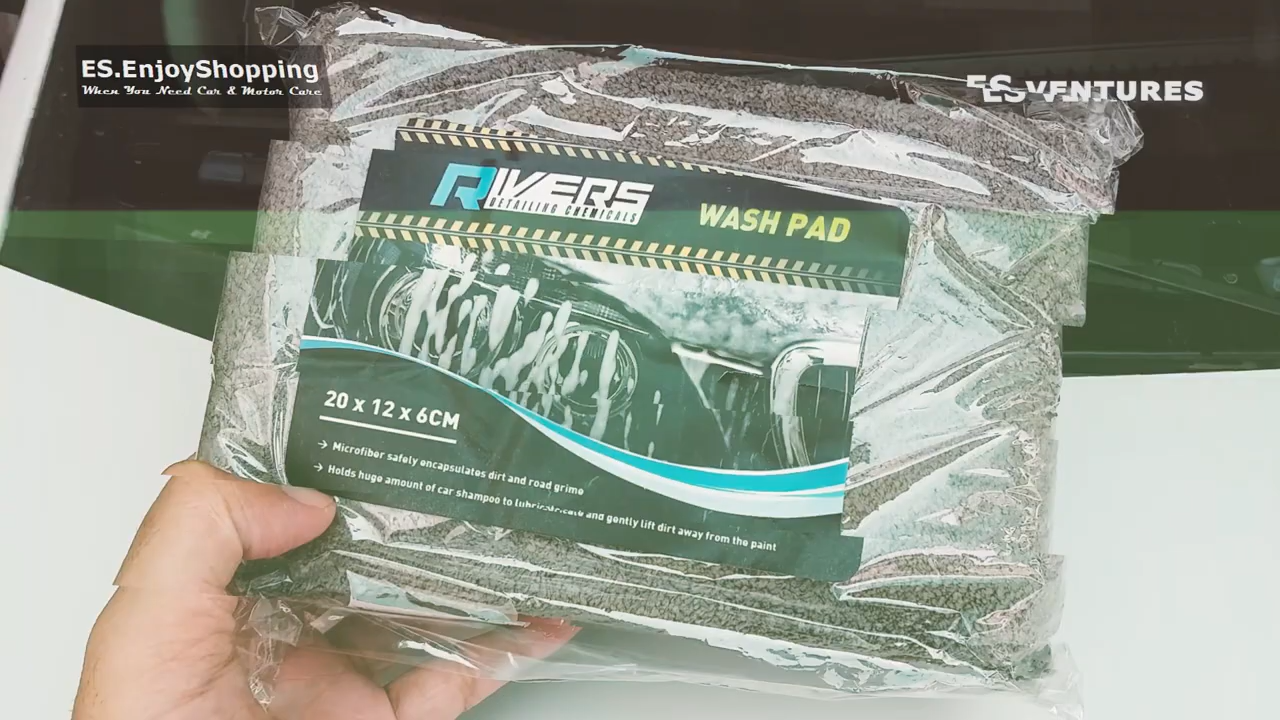 ES.EnjoyShopping
When You Need Car & Motor Care
ES VENTURES
RIVERS
DETAILING CHEMICALS
WASH PAD
20 x 12 x 6CM
→ Microfiber safely encapsulates dirt and road grime
→ Holds huge amount of car shampoo to and gently lift dirt away from the paint